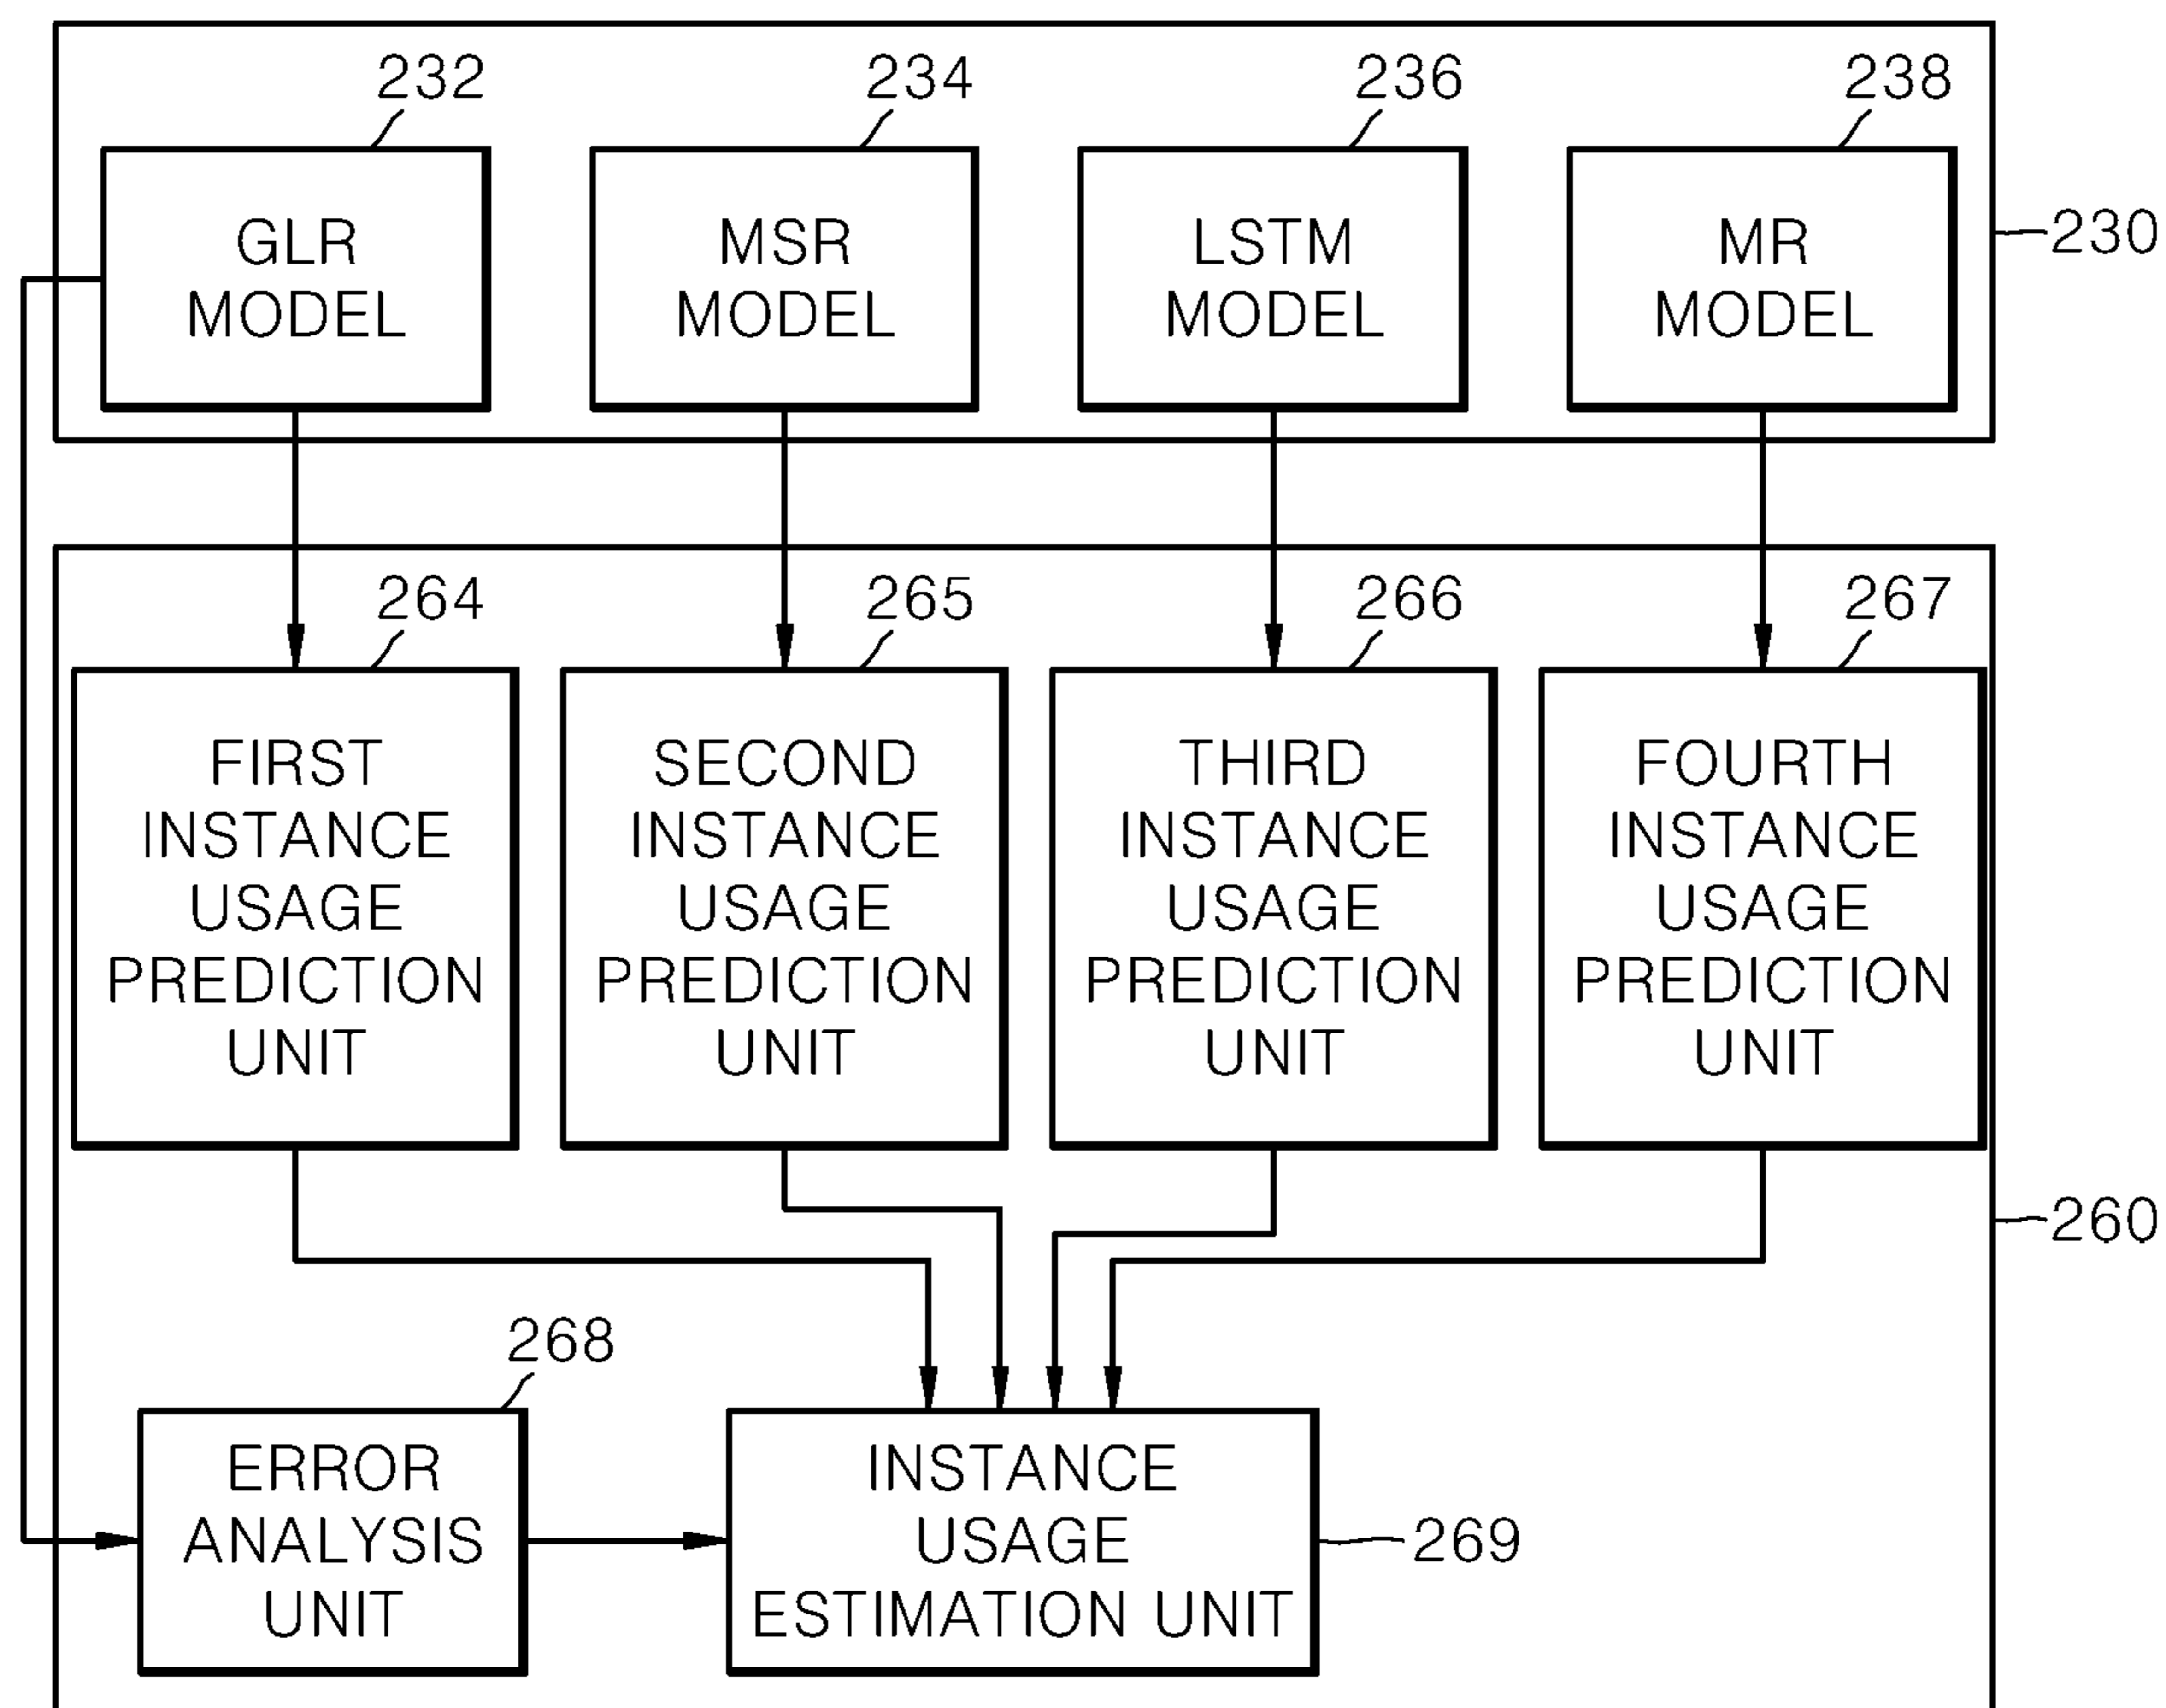 232
234
236
238
GLR
MODEL
MSR
MODEL
LSTM
MODEL
MR
MODEL
230
264
265
266
267
FIRST
INSTANCE
USAGE
PREDICTION
UNIT
SECOND
INSTANCE
USAGE
PREDICTION
UNIT
THIRD
INSTANCE
USAGE
PREDICTION
UNIT
FOURTH
INSTANCE
USAGE
PREDICTION
UNIT
260
268
ERROR
ANALYSIS
UNIT
INSTANCE
USAGE
ESTIMATION UNIT
269